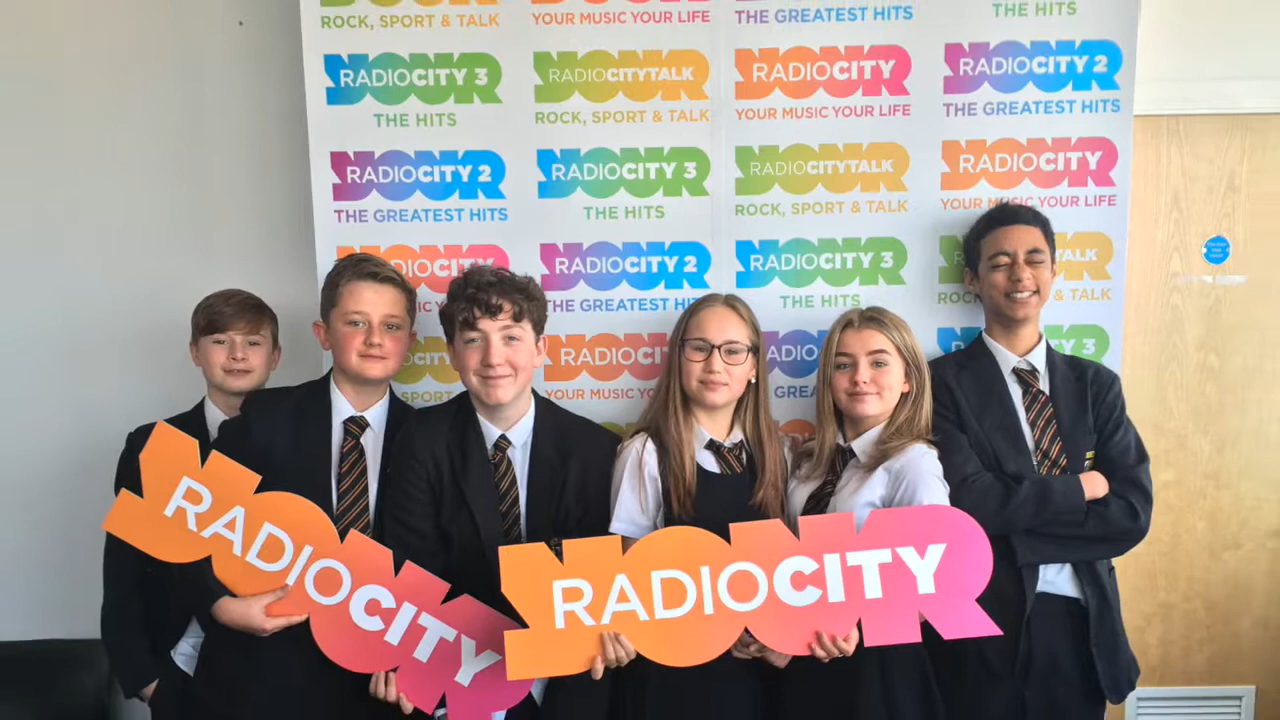 ROCK, SPORT & TALK
YOUR MUSIC YOUR LIFE
THE GREATEST HITS
THE HITS
RADIOCITY 3
THE HITS
RADIOCITYTALK
ROCK, SPORT & TALK
RADIOCITY
YOUR MUSIC YOUR LIFE
RADIOCITY 2
THE GREATEST HITS
RADIOCITY 2
THE GREATEST HITS
RADIOCITY 3
THE HITS
RADIOCITYTALK
ROCK, SPORT & TALK
RADIOCITY
YOUR MUSIC YOUR LIFE
RADIOCITY 2
THE GREATEST HITS
RADIOCITY 3
THE HITS
TALK
& TALK
YOUR MUSIC
3
RADIOCITY
RADIOCITY